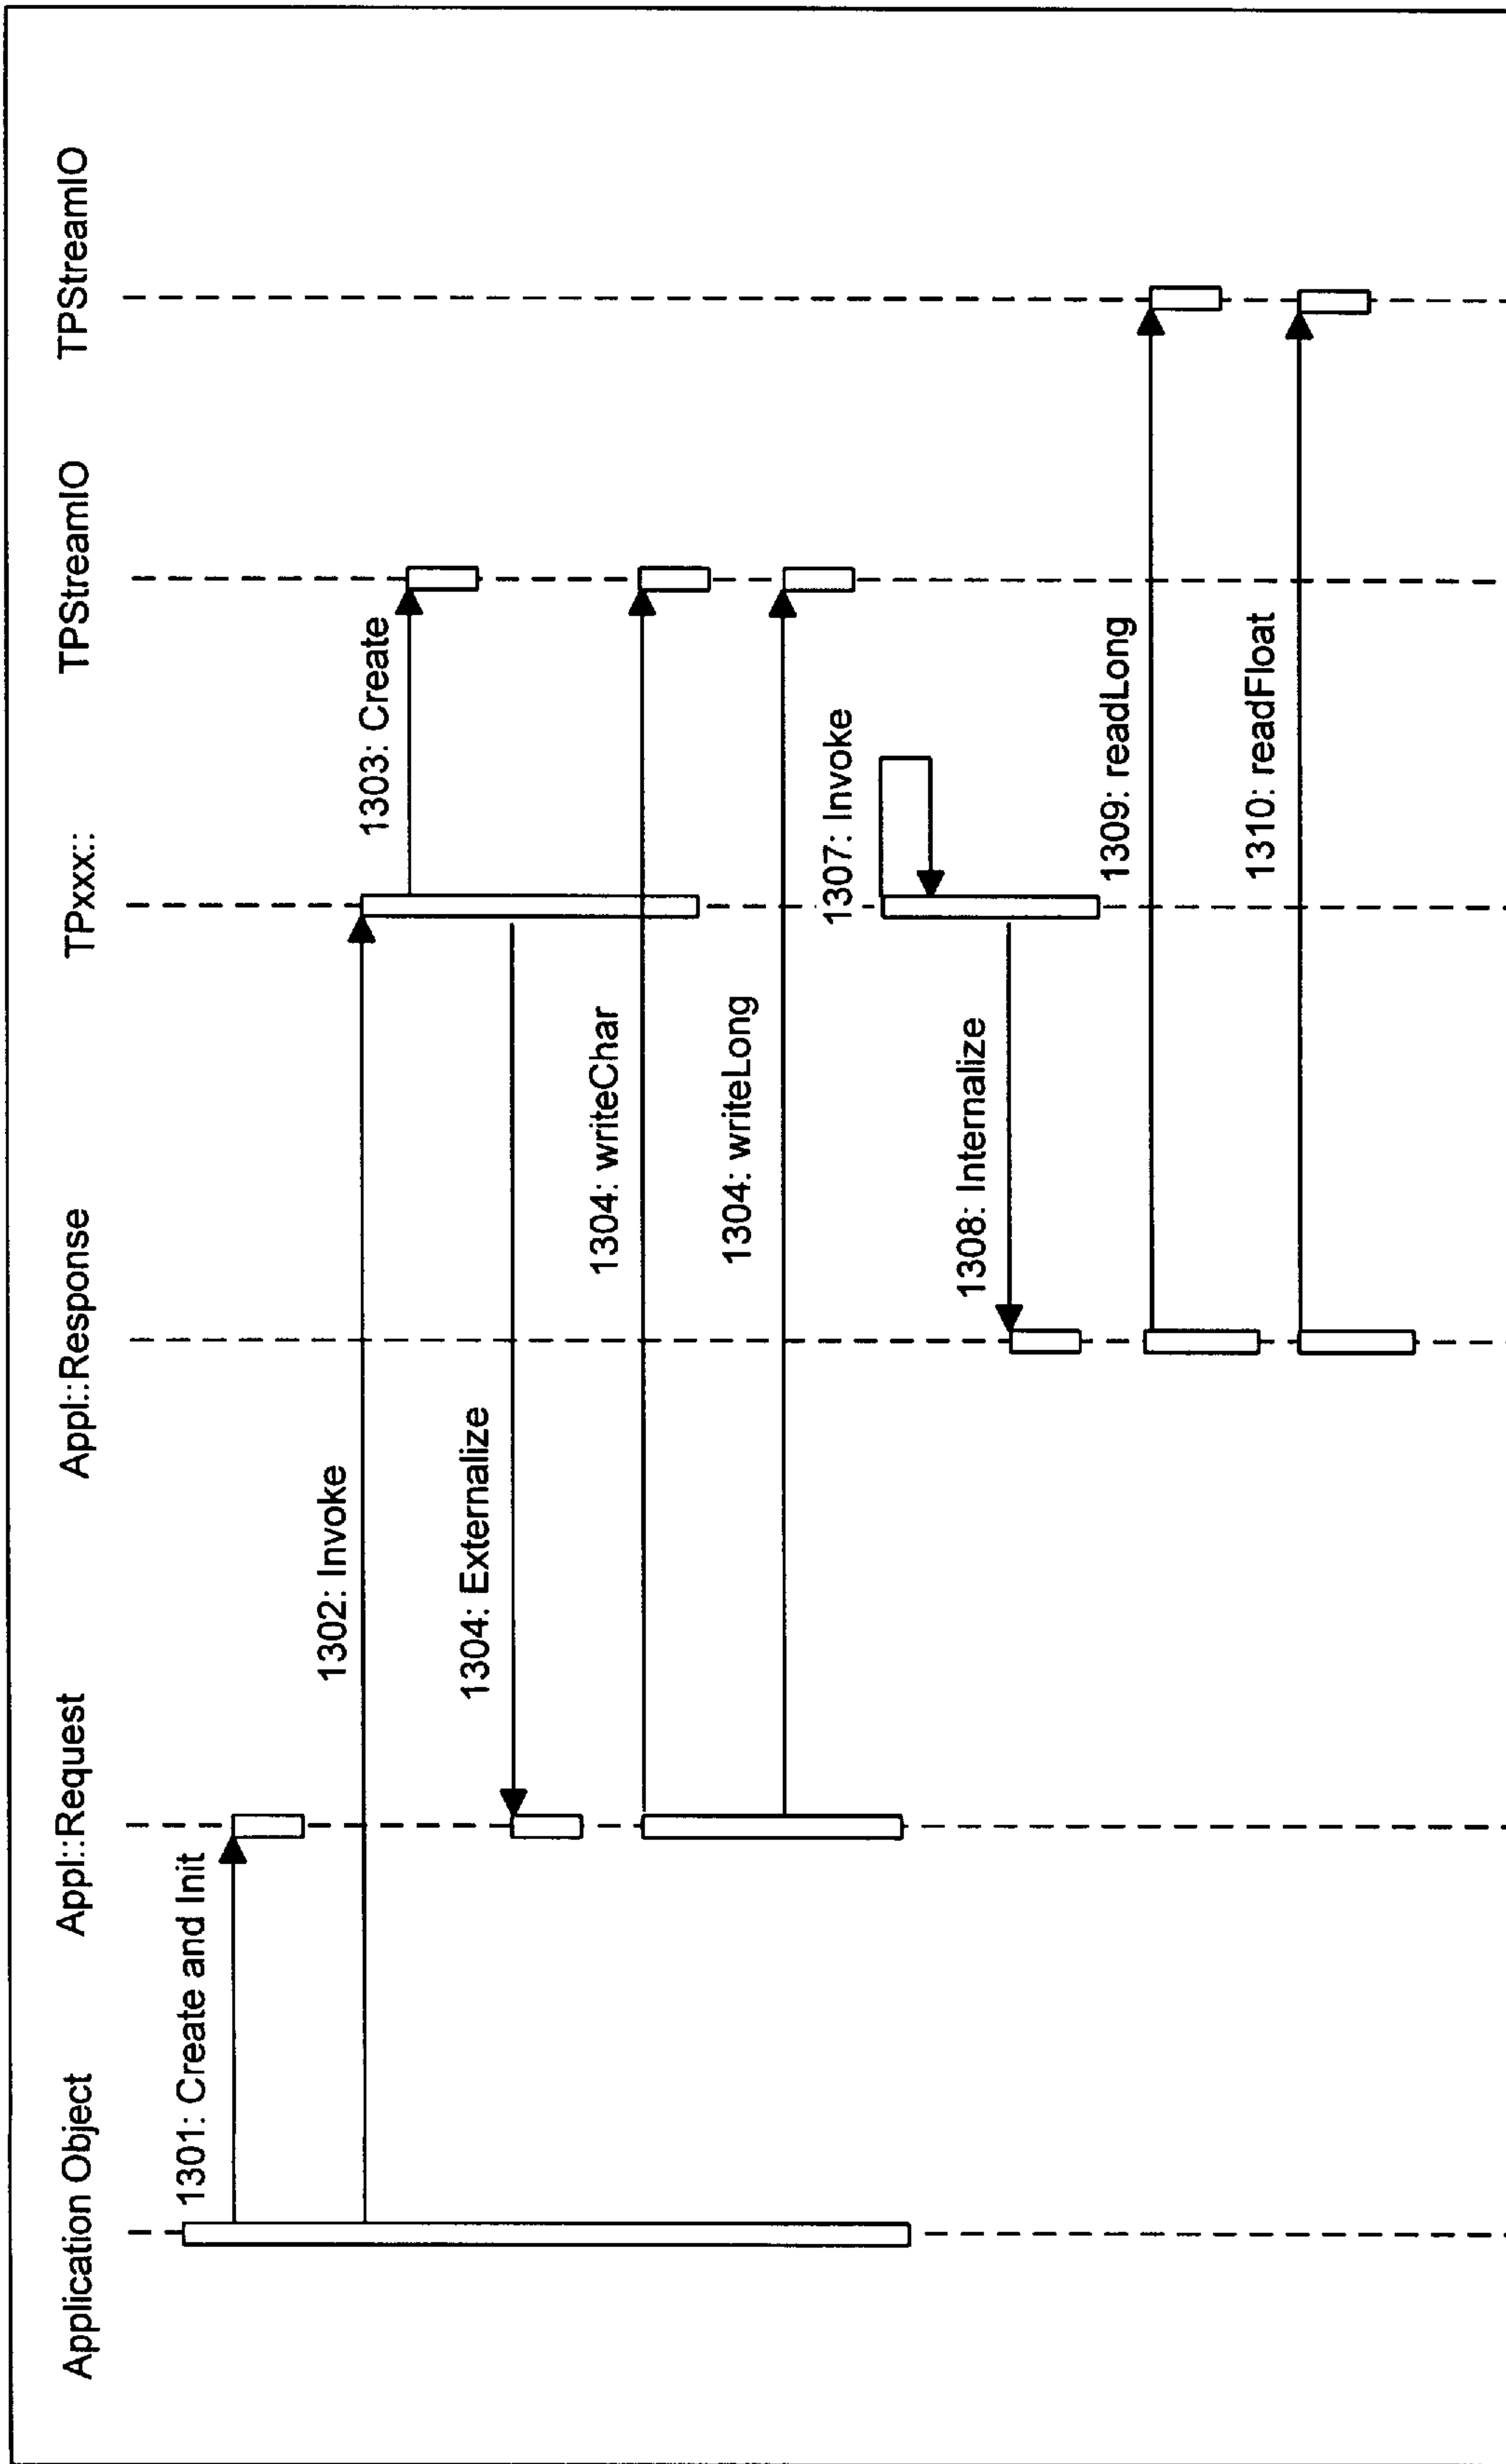 Application Object
Appl::Request
Appl::Response
TPxxx::
TPStreamIO
TPStreamIO
1301: Create and Init
1302: Invoke
1303: Create
1304: Externalize
1304: writeChar
1304: writeLong
1307: Invoke
1308: Internalize
1309: readLong
1310: readFloat